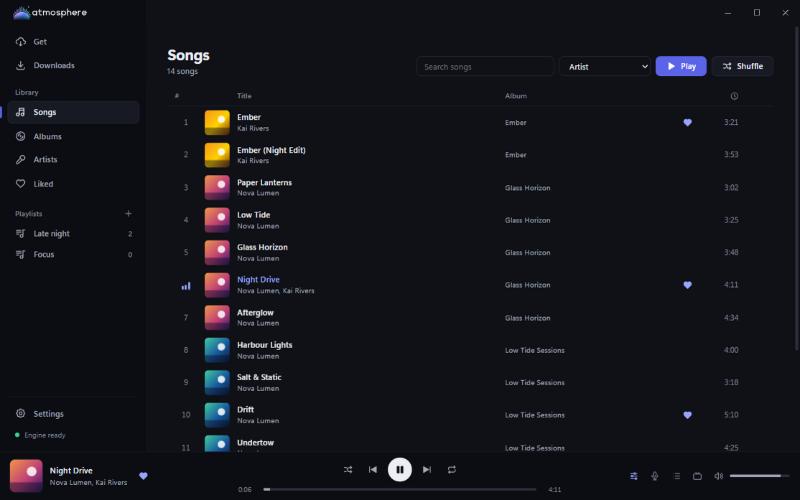 atmosphere
Get
Downloads
Library
Songs
Albums
Artists
Liked
Playlists
Late night 2
Focus 0
Settings
Engine ready
Songs
14 songs
Search songs
Artist
Play
Shuffle
# Title Album
1 Ember Ember 3:21
Kai Rivers
2 Ember (Night Edit) Ember 3:53
Kai Rivers
3 Paper Lanterns Glass Horizon 3:02
Nova Lumen
4 Low Tide Glass Horizon 3:25
Nova Lumen
5 Glass Horizon Glass Horizon 3:48
Nova Lumen
Night Drive Glass Horizon 4:11
Nova Lumen, Kai Rivers
7 Afterglow Glass Horizon 4:34
Nova Lumen
8 Harbour Lights Low Tide Sessions 4:00
Nova Lumen
9 Salt & Static Low Tide Sessions 3:18
Nova Lumen
10 Drift Low Tide Sessions 5:10
Nova Lumen
11 Undertow Low Tide Sessions 4:25
Night Drive
Nova Lumen, Kai Rivers
0:06 4:11